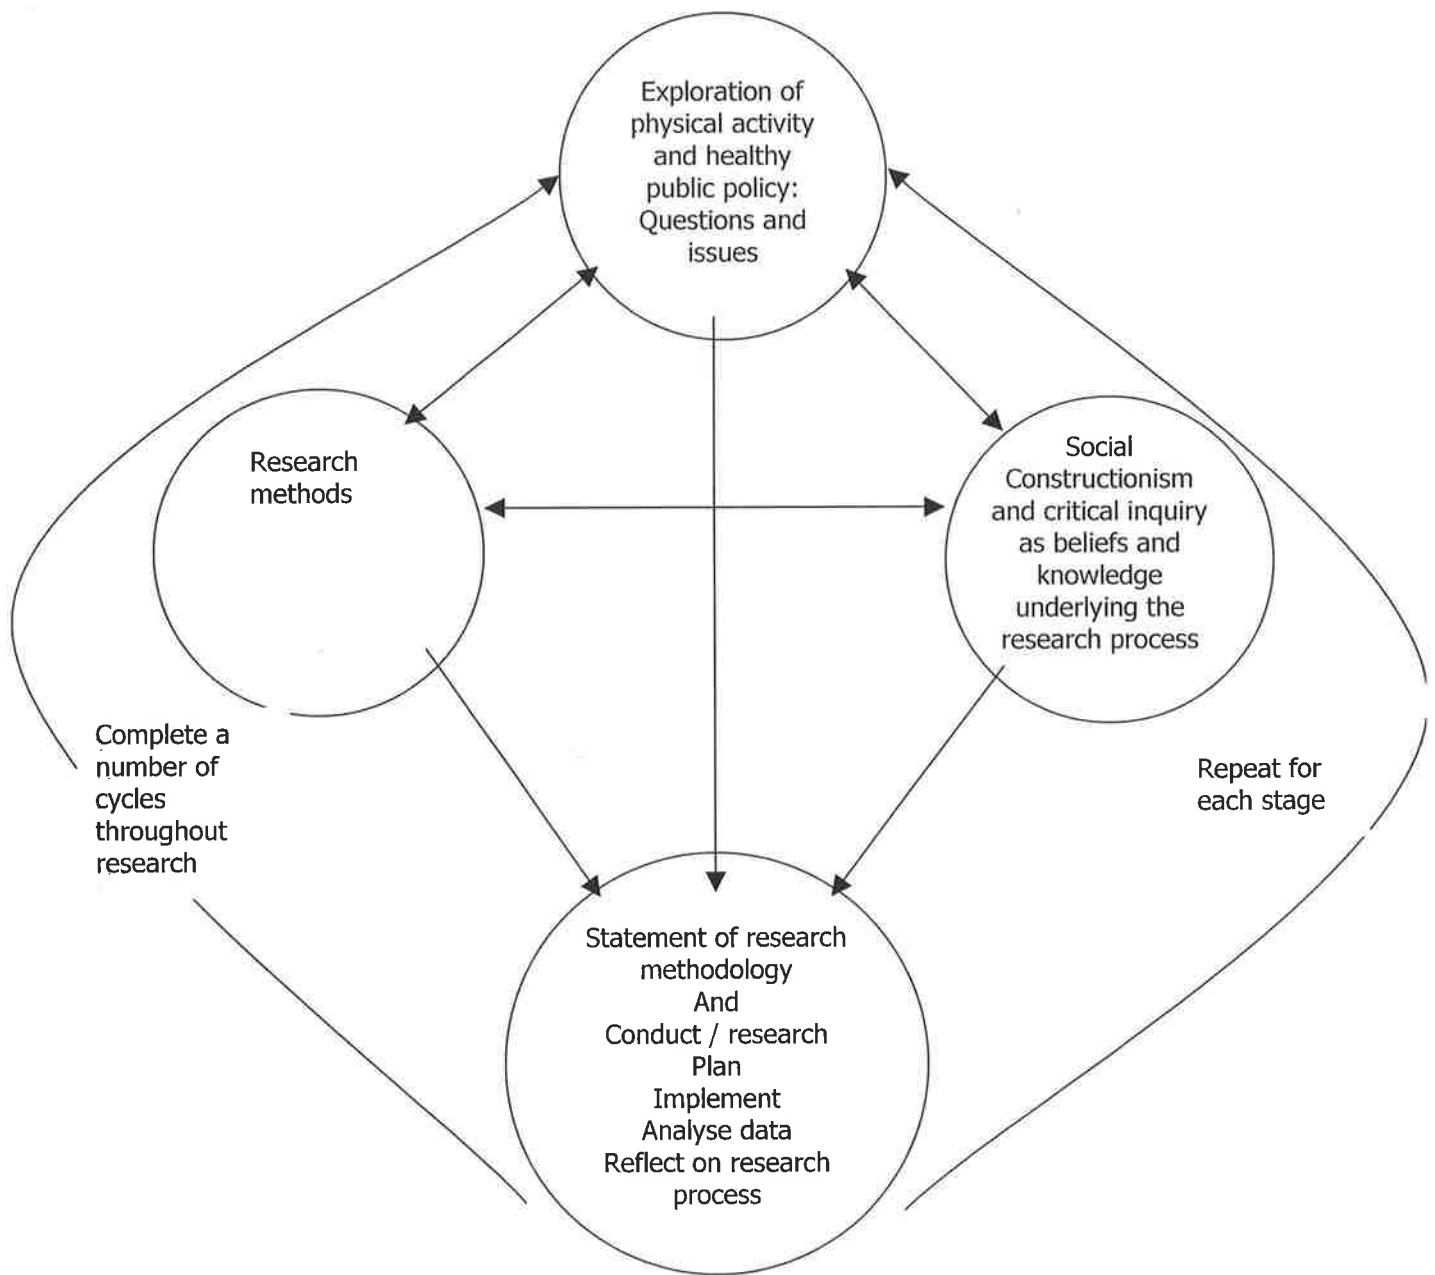 Exploration of
physical activity
and healthy
public policy:
Questions and
issues
Research
methods
Social
Constructionism
and critical inquiry
as beliefs and
knowledge
underlying the
research process
Complete a
number of
cycles
throughout
research
Repeat for
each stage
Statement of research
methodology
And
Conduct / research
Plan
Implement
Analyse data
Reflect on research
process